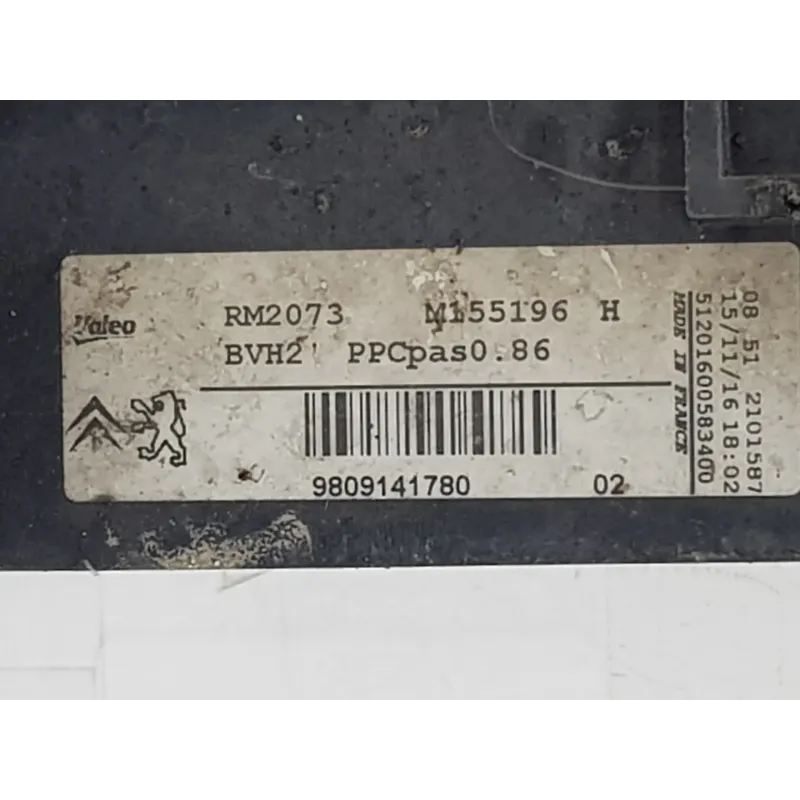 Valeo
RM2073 M155196 H
BVH2' PPCpas0.86
9809141780 02
MADE IN FRANCE
51201600583400
15/11/16 18:02
08 51 2101587